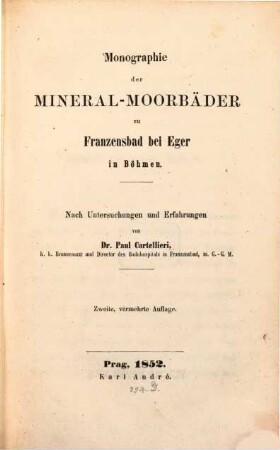 Monographie
der
MINERAL-MOORBÄDER
zu
Franzensbad bei Eger
in Böhmen.
Nach Untersuchungen und Erfahrungen
von
Dr. Paul Cartellieri,
k. k. Brunnenarzt und Director des Badehospitals in Franzensbad, m. G.-G. M.
Zweite, vermehrte Auflage.
Prag, 1852.
Karl André.